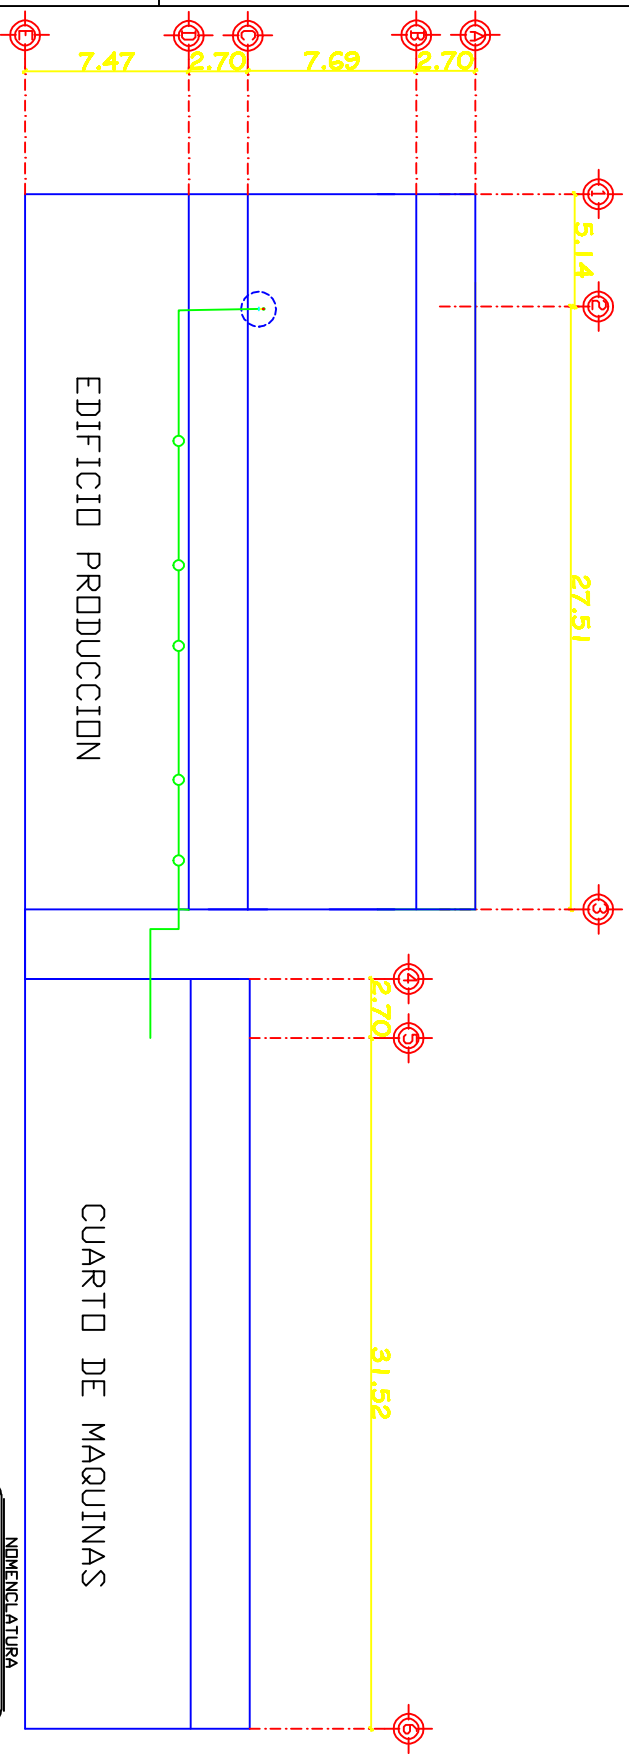 E
D
C
B
A
7.47
2.70
7.69
2.70
1
5.14
2
27.51
3
EDIFICIO PRODUCCION
4
2.70
5
31.52
6
CUARTO DE MAQUINAS
NOMENCLATURA